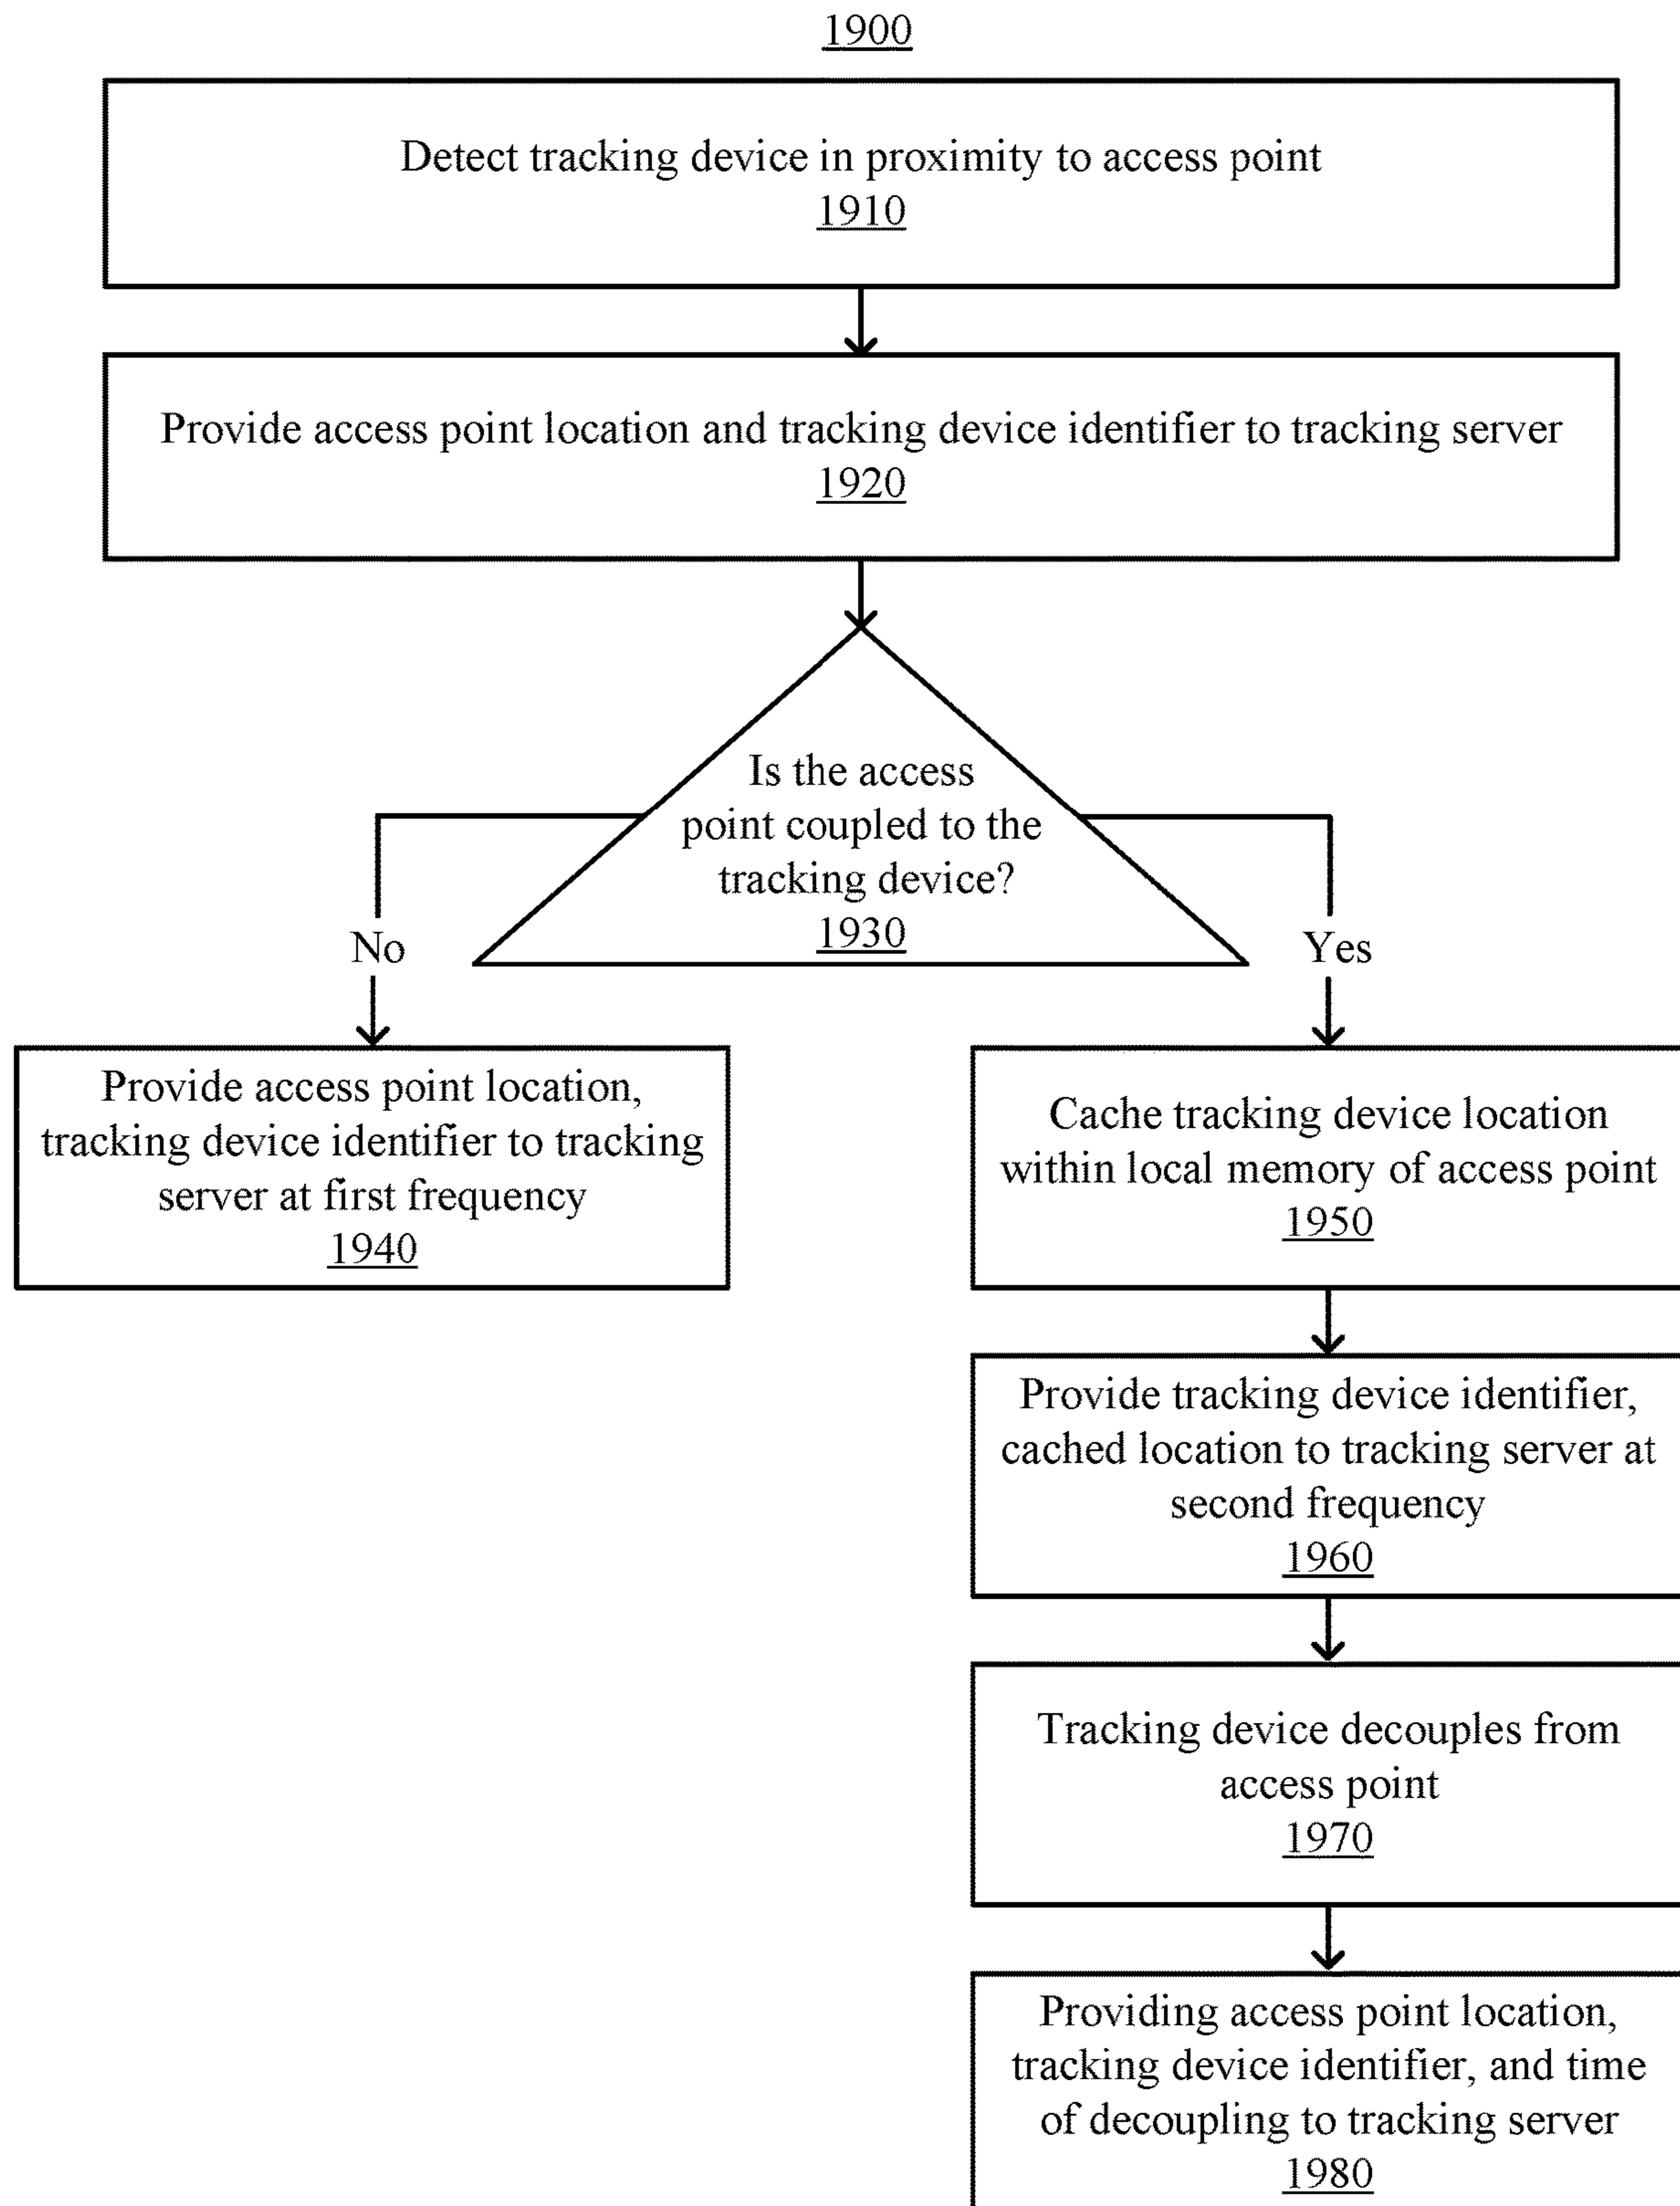 1900
Detect tracking device in proximity to access point
1910
Provide access point location and tracking device identifier to tracking server
1920
Is the access
point coupled to the
tracking device?
1930
No
Yes
Provide access point location,
tracking device identifier to tracking
server at first frequency
1940
Cache tracking device location
within local memory of access point
1950
Provide tracking device identifier,
cached location to tracking server at
second frequency
1960
Tracking device decouples from
access point
1970
Providing access point location,
tracking device identifier, and time
of decoupling to tracking server
1980